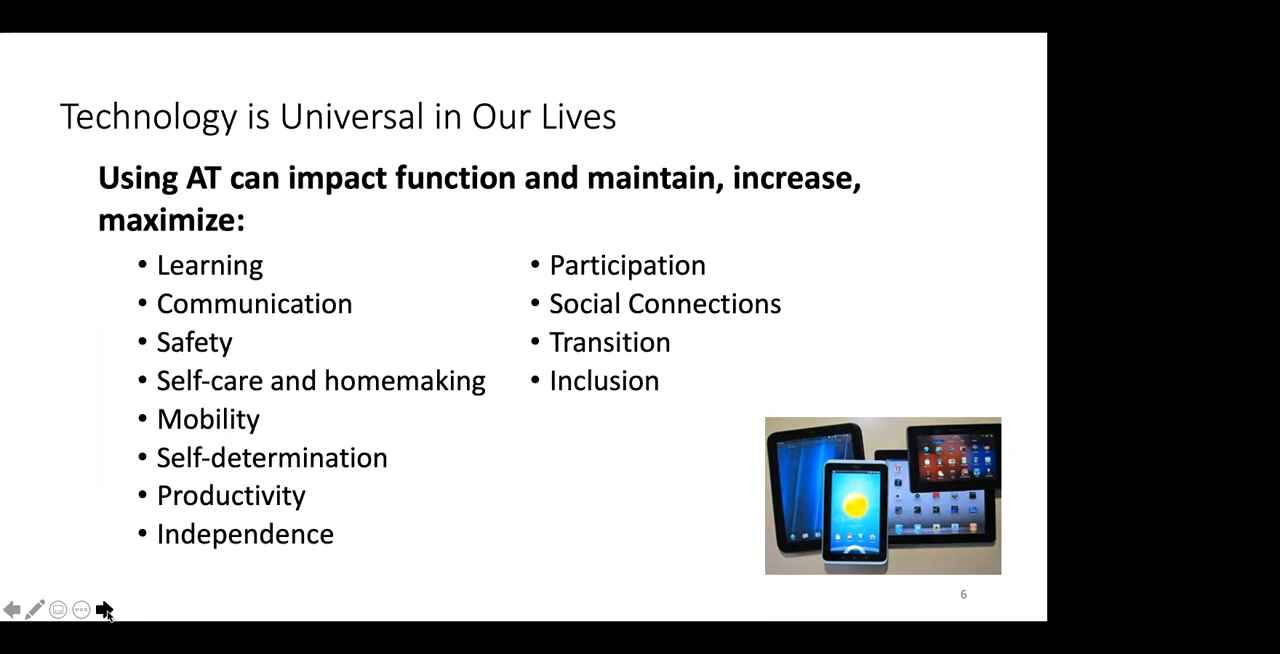 Technology is Universal in Our Lives
Using AT can impact function and maintain, increase,
maximize:
• Learning
• Communication
• Safety
• Self-care and homemaking
• Mobility
• Self-determination
• Productivity
• Independence
• Participation
• Social Connections
• Transition
• Inclusion
6